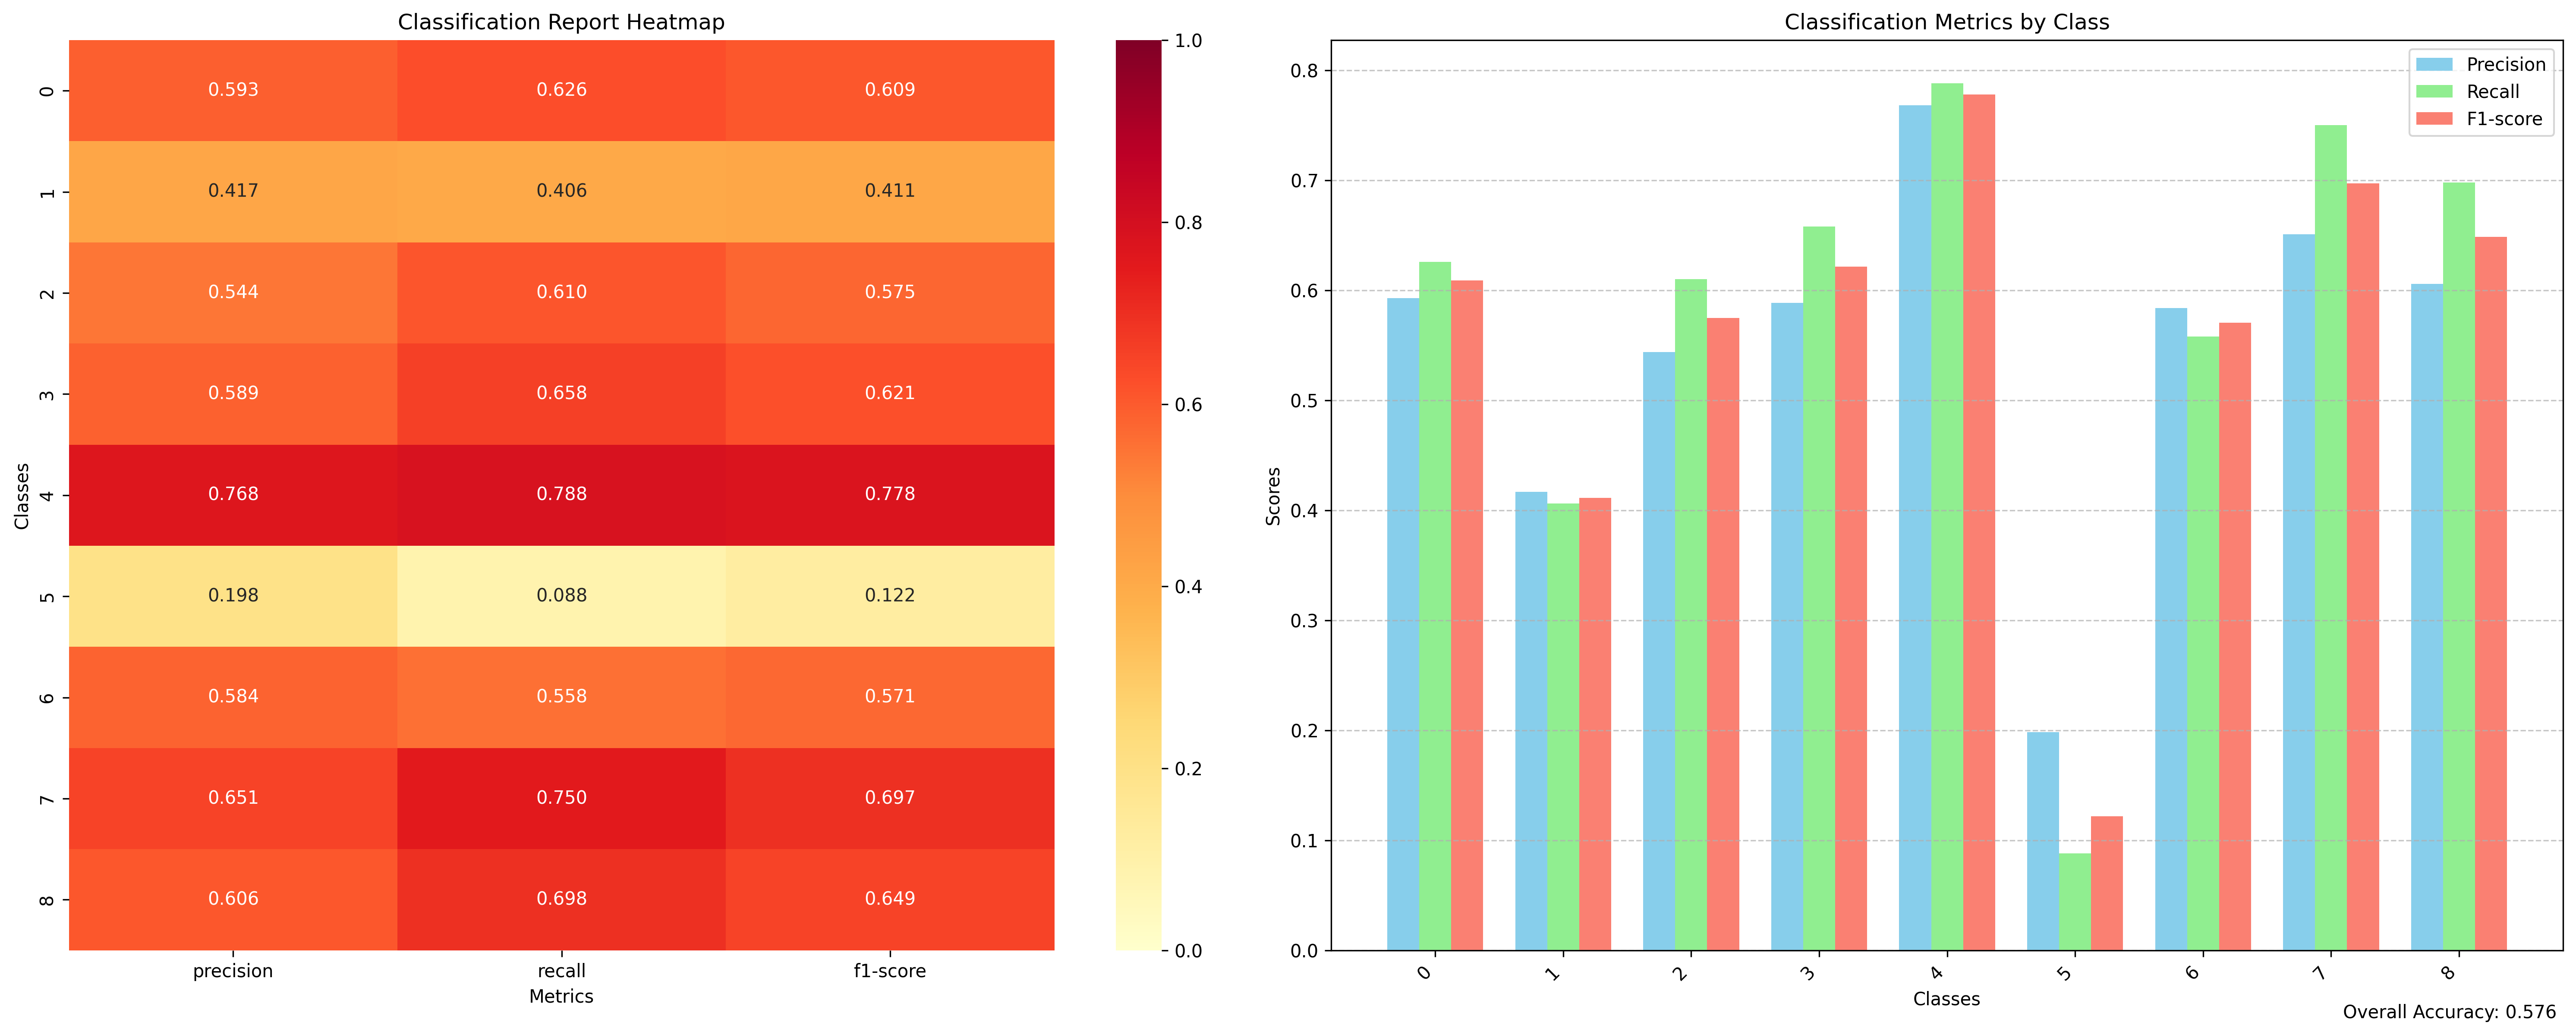 Classification Report Heatmap
Classes
0 0.593 0.626 0.609
1 0.417 0.406 0.411
2 0.544 0.610 0.575
3 0.589 0.658 0.621
4 0.768 0.788 0.778
5 0.198 0.088 0.122
6 0.584 0.558 0.571
7 0.651 0.750 0.697
8 0.606 0.698 0.649
precision recall f1-score
Metrics
1.0
0.8
0.6
0.4
0.2
0.0
Classification Metrics by Class
Precision
Recall
F1-score
Scores
0.8
0.7
0.6
0.5
0.4
0.3
0.2
0.1
0.0
0 1 2 3 4 5 6 7 8
Classes
Overall Accuracy: 0.576